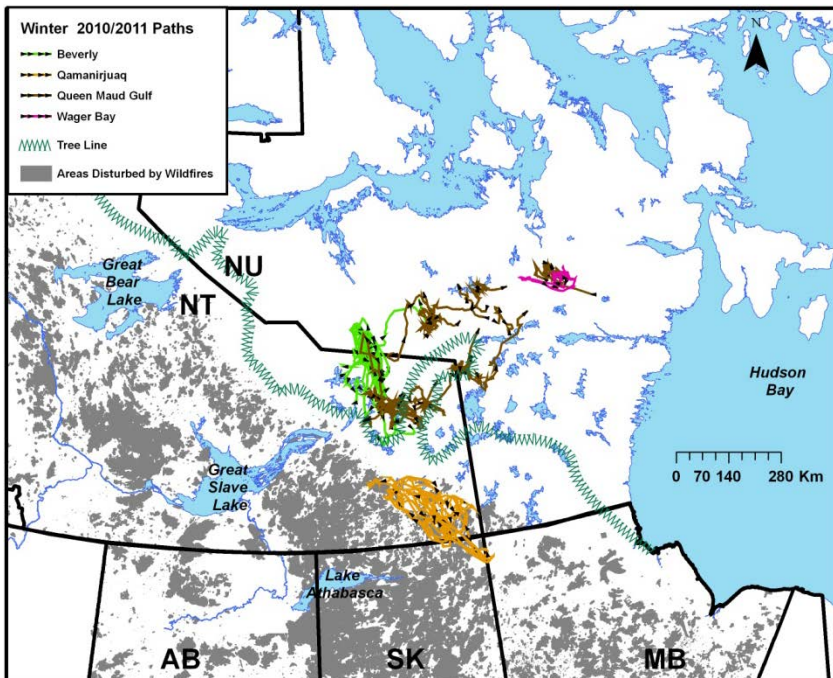 Winter 2010/2011 Paths
Beverly
Qamanirjuaq
Queen Maud Gulf
Wager Bay
Tree Line
Areas Disturbed by Wildfires
N
NU
Great
Bear
Lake
NT
Hudson
Bay
0 70 140 280 Km
Great
Slave
Lake
Lake
Athabasca
AB
SK
MB